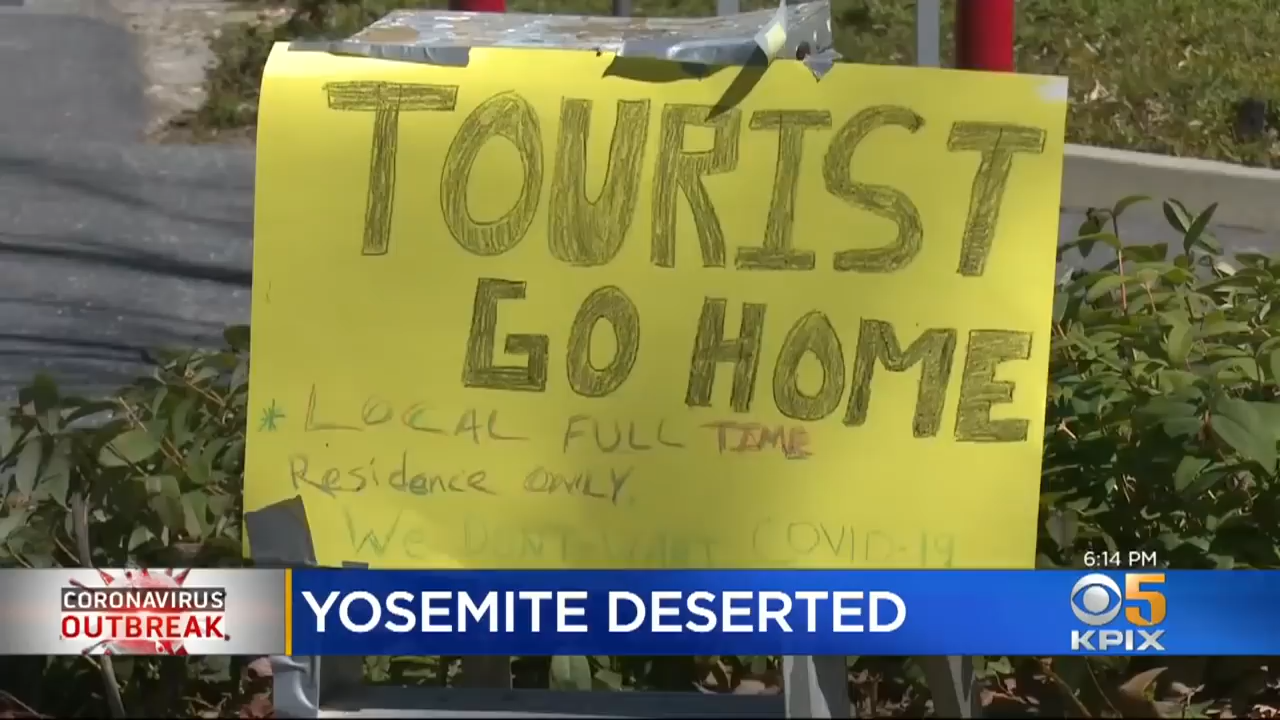 TOURIST
GO HOME
* LOCAL FULL TIME
Residence ONLY.
We DON'T WANT COVID-19
6:14 PM
CORONAVIRUS
OUTBREAK
YOSEMITE DESERTED
5
KPIX